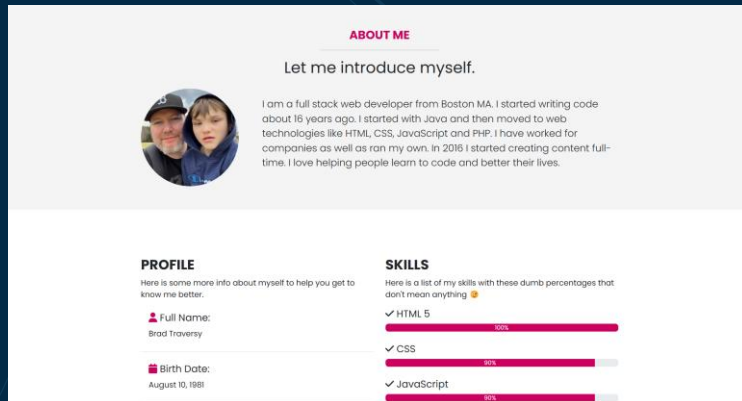 ABOUT ME
Let me introduce myself.
I am a full stack web developer from Boston MA. I started writing code
about 16 years ago. I started with Java and then moved to web
technologies like HTML, CSS, JavaScript and PHP. I have worked for
companies as well as ran my own. In 2016 I started creating content full-
time. I love helping people learn to code and better their lives.
PROFILE
Here is some more info about myself to help you get to
know me better.
Full Name:
Brad Traversy
Birth Date:
August 10, 1981
SKILLS
Here is a list of my skills with these dumb percentages that
don't mean anything 😕
HTML 5
100%
CSS
90%
JavaScript
90%